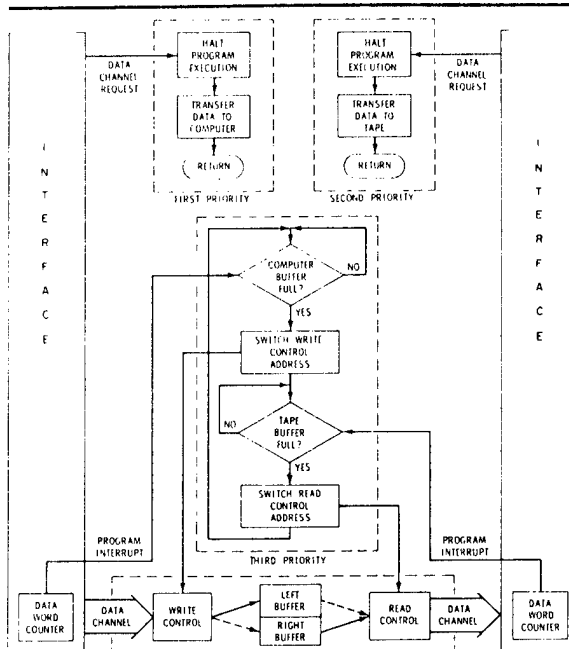 HALT
PROGRAM
EXECUTION
HALT
PROGRAM
EXECUTION
DATA
CHANNEL
REQUEST
DATA
CHANNEL
REQUEST
TRANSFER
DATA TO
COMPUTER
TRANSFER
DATA TO
TAPE
RETURN
RETURN
FIRST PRIORITY
SECOND PRIORITY
INTERFACE
INTERFACE
COMPUTER
BUFFER
FULL?
NO
YES
SWITCH WRITE
CONTROL
ADDRESS
NO
TAPE
BUFFER
FULL?
YES
SWITCH READ
CONTROL
ADDRESS
THIRD PRIORITY
PROGRAM
INTERRUPT
PROGRAM
INTERRUPT
DATA
WORD
COUNTER
DATA
CHANNEL
WRITE
CONTROL
LEFT
BUFFER
RIGHT
BUFFER
READ
CONTROL
DATA
CHANNEL
DATA
WORD
COUNTER